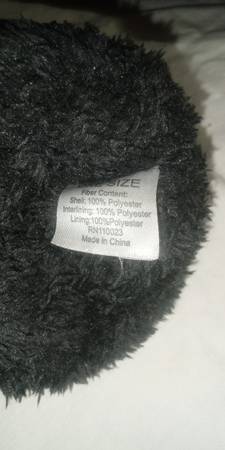 SIZE
Fiber Content:
Shell: 100% Polyester
Interlining: 100% Polyester
Lining:100%Polyester
RN110023
Made in China